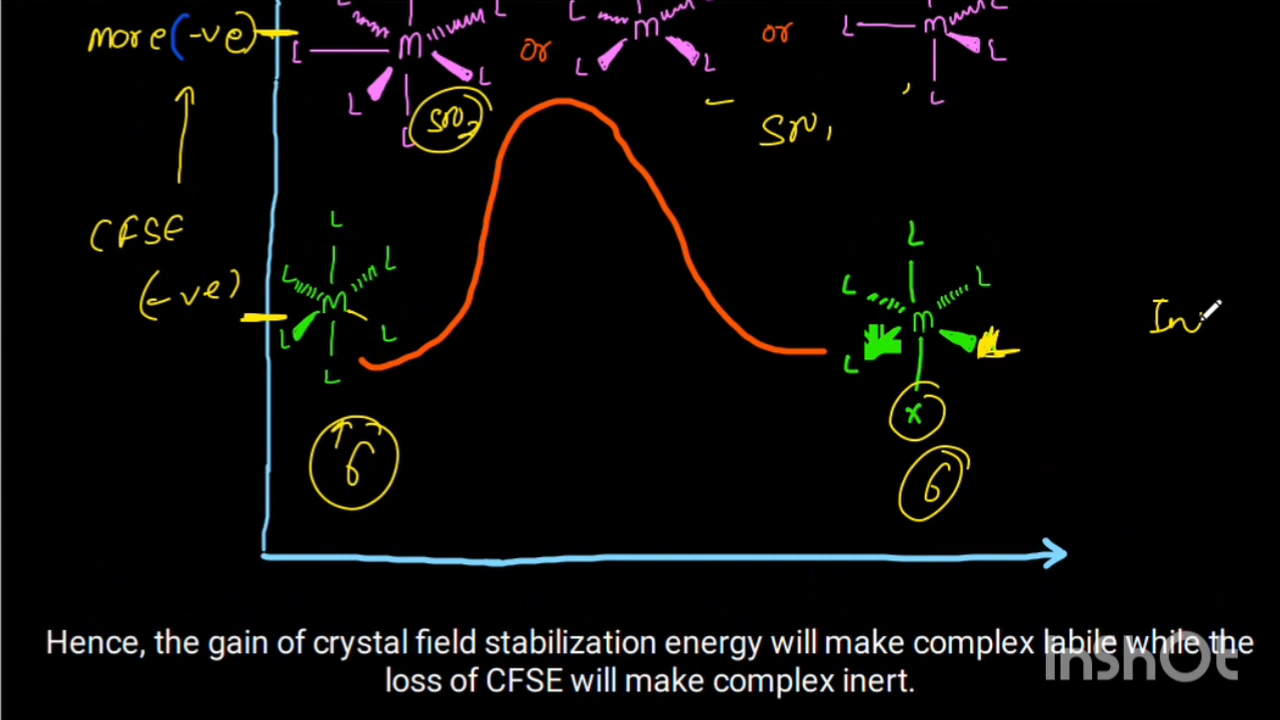 L L L L
more (-ve) L M or M or L M
L L L L L
L L L
SN2 L SN1
CFSE
L L
L L L L
(-ve) M M In
L L L
L X
6 6
Hence, the gain of crystal field stabilization energy will make complex labile while the
loss of CFSE will make complex inert.
InShOt